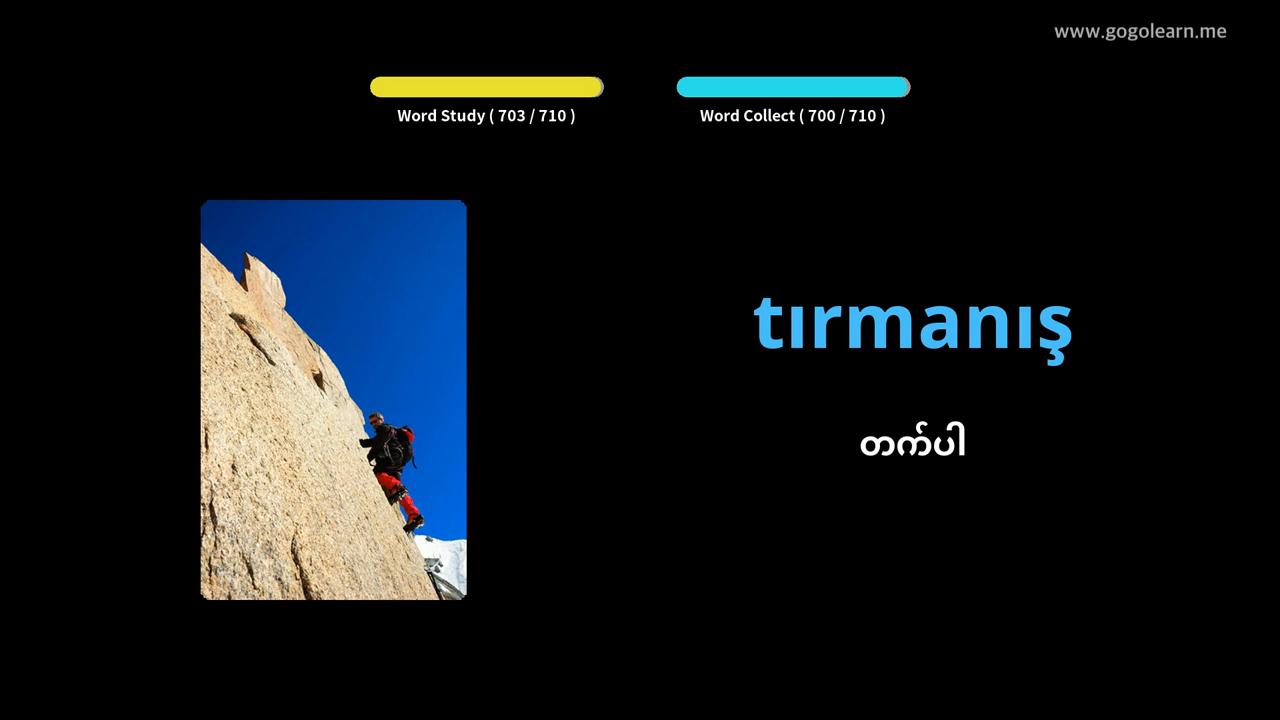 www.gogolearn.me
Word Study ( 703 / 710 )
Word Collect ( 700 / 710 )
tırmanış
တက်ပါ